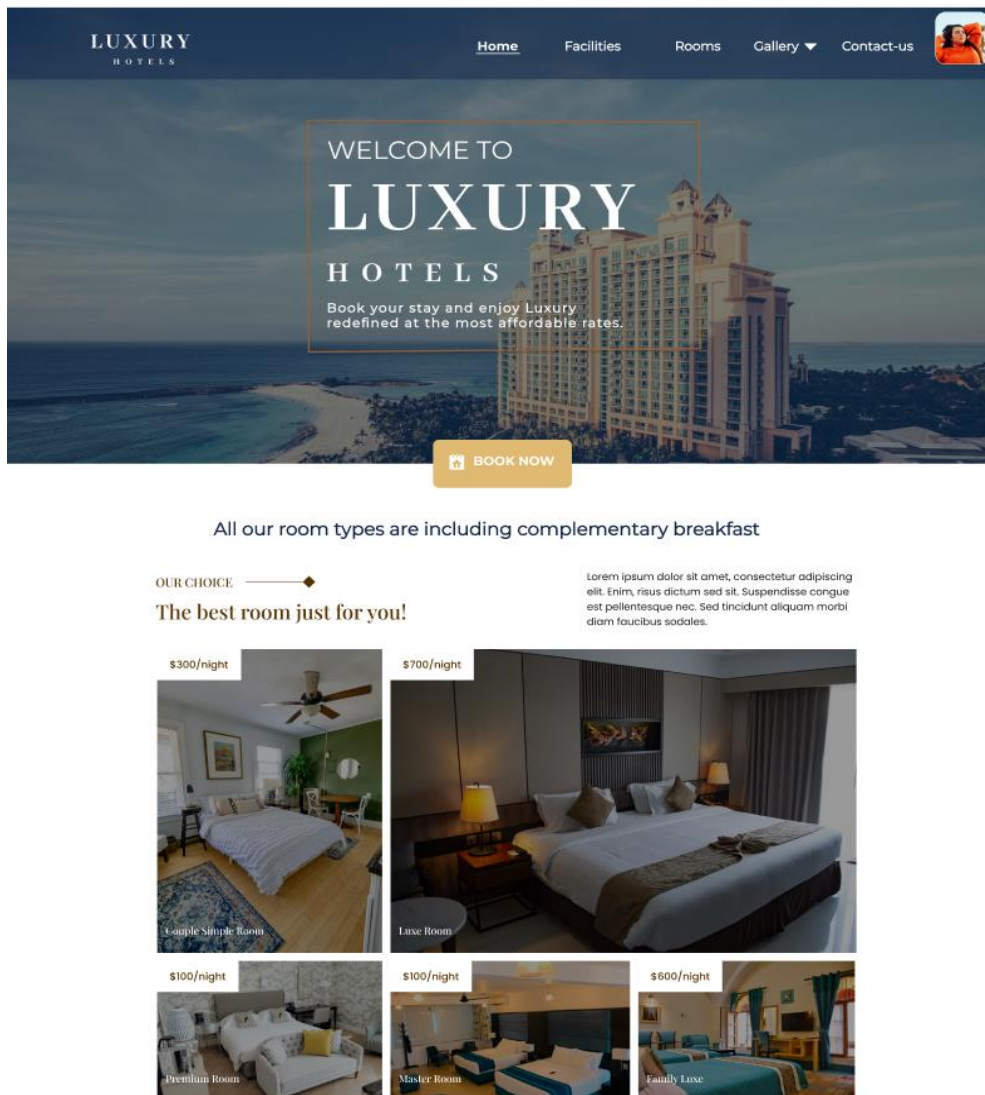 LUXURY
HOTELS
Home Facilities Rooms Gallery Contact-us
WELCOME TO
LUXURY
HOTELS
Book your stay and enjoy Luxury
redefined at the most affordable rates.
BOOK NOW
All our room types are including complementary breakfast
OUR CHOICE
The best room just for you!
Lorem ipsum dolor sit amet, consectetur adipiscing
elit. Enim, risus dictum sed sit. Suspendisse congue
est pellentesque nec. Sed tincidunt aliquam morbi
diam faucibus sodales.
$300/night
Couple Simple Room
$700/night
Luxe Room
$100/night
Premium Room
$100/night
Master Room
$600/night
Family Luxe